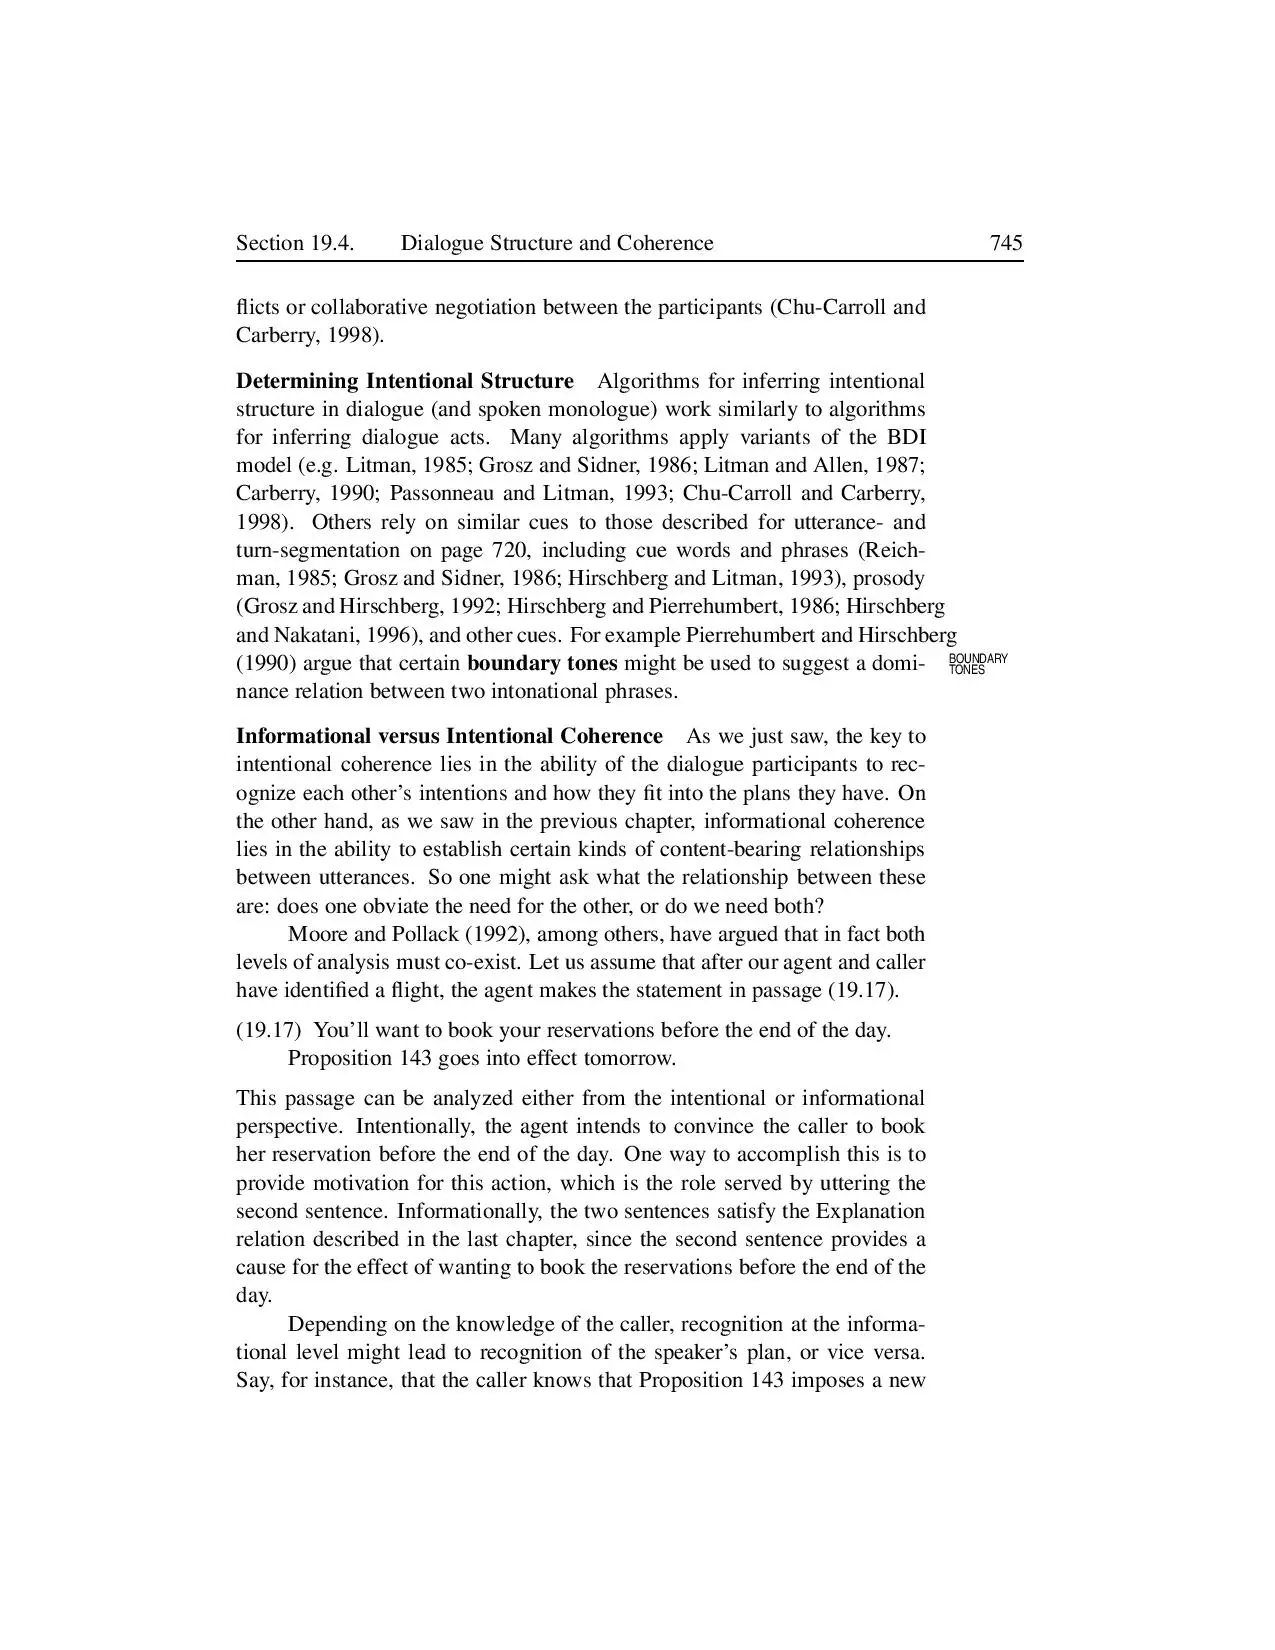 Section 19.4. Dialogue Structure and Coherence 745
flicts or collaborative negotiation between the participants (Chu-Carroll and
Carberry, 1998).
Determining Intentional Structure Algorithms for inferring intentional
structure in dialogue (and spoken monologue) work similarly to algorithms
for inferring dialogue acts. Many algorithms apply variants of the BDI
model (e.g. Litman, 1985; Grosz and Sidner, 1986; Litman and Allen, 1987;
Carberry, 1990; Passonneau and Litman, 1993; Chu-Carroll and Carberry,
1998). Others rely on similar cues to those described for utterance- and
turn-segmentation on page 720, including cue words and phrases (Reich-
man, 1985; Grosz and Sidner, 1986; Hirschberg and Litman, 1993), prosody
(Grosz and Hirschberg, 1992; Hirschberg and Pierrehumbert, 1986; Hirschberg
and Nakatani, 1996), and other cues. For example Pierrehumbert and Hirschberg
(1990) argue that certain boundary tones might be used to suggest a domi-
BOUNDARY
TONES
nance relation between two intonational phrases.
Informational versus Intentional Coherence As we just saw, the key to
intentional coherence lies in the ability of the dialogue participants to rec-
ognize each other's intentions and how they fit into the plans they have. On
the other hand, as we saw in the previous chapter, informational coherence
lies in the ability to establish certain kinds of content-bearing relationships
between utterances. So one might ask what the relationship between these
are: does one obviate the need for the other, or do we need both?
Moore and Pollack (1992), among others, have argued that in fact both
levels of analysis must co-exist. Let us assume that after our agent and caller
have identified a flight, the agent makes the statement in passage (19.17).
(19.17) You'll want to book your reservations before the end of the day.
Proposition 143 goes into effect tomorrow.
This passage can be analyzed either from the intentional or informational
perspective. Intentionally, the agent intends to convince the caller to book
her reservation before the end of the day. One way to accomplish this is to
provide motivation for this action, which is the role served by uttering the
second sentence. Informationally, the two sentences satisfy the Explanation
relation described in the last chapter, since the second sentence provides a
cause for the effect of wanting to book the reservations before the end of the
day.
Depending on the knowledge of the caller, recognition at the informa-
tional level might lead to recognition of the speaker's plan, or vice versa.
Say, for instance, that the caller knows that Proposition 143 imposes a new